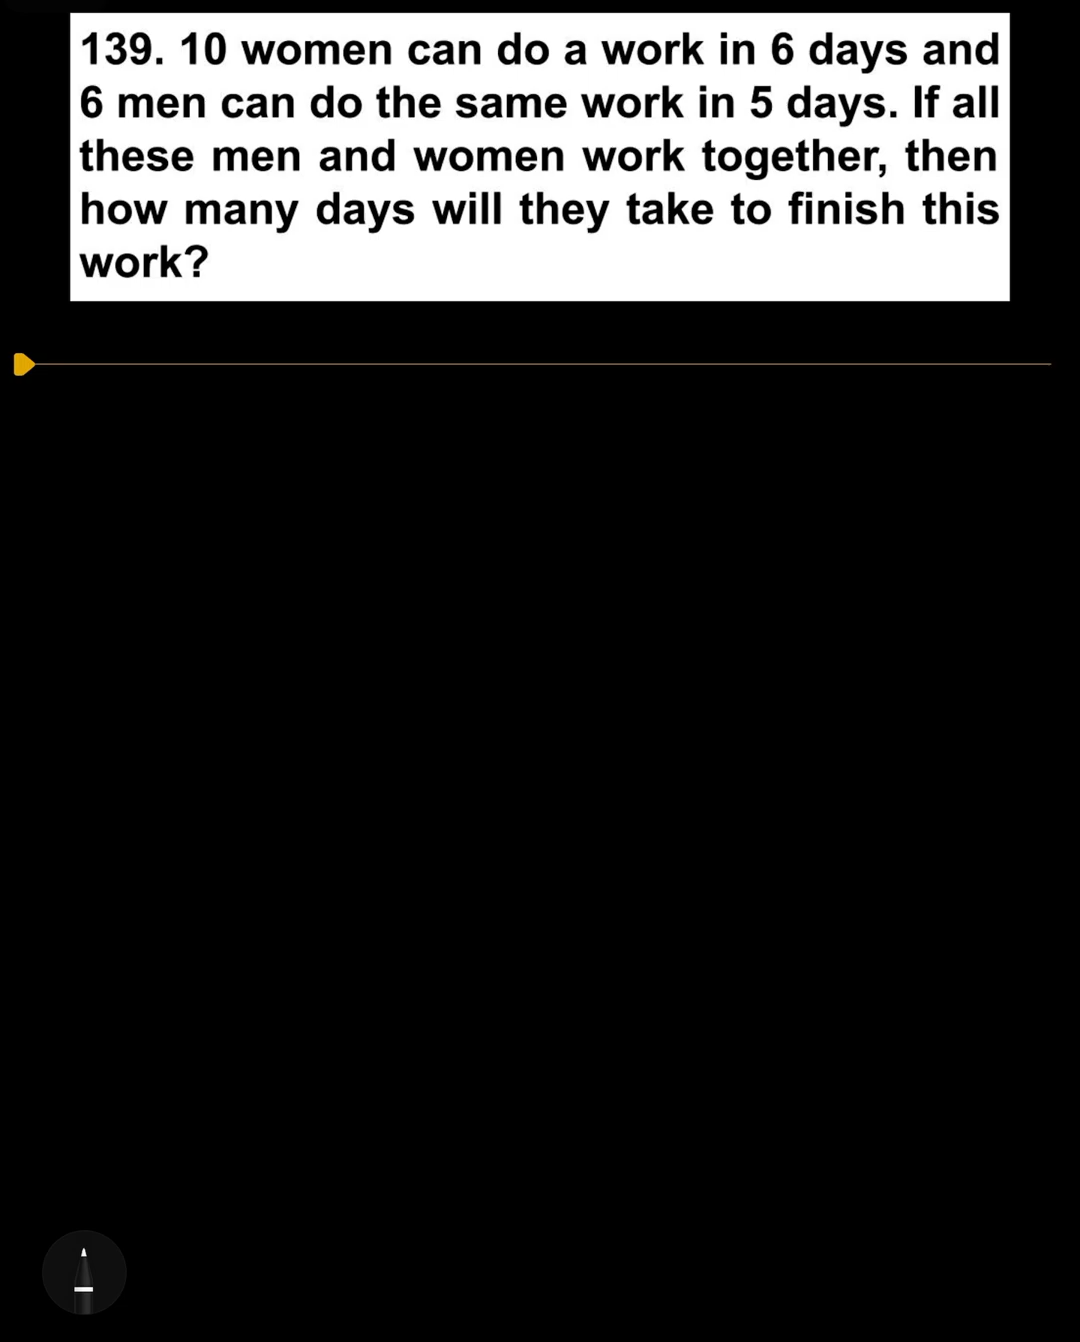 139. 10 women can do a work in 6 days and
6 men can do the same work in 5 days. If all
these men and women work together, then
how many days will they take to finish this
work?